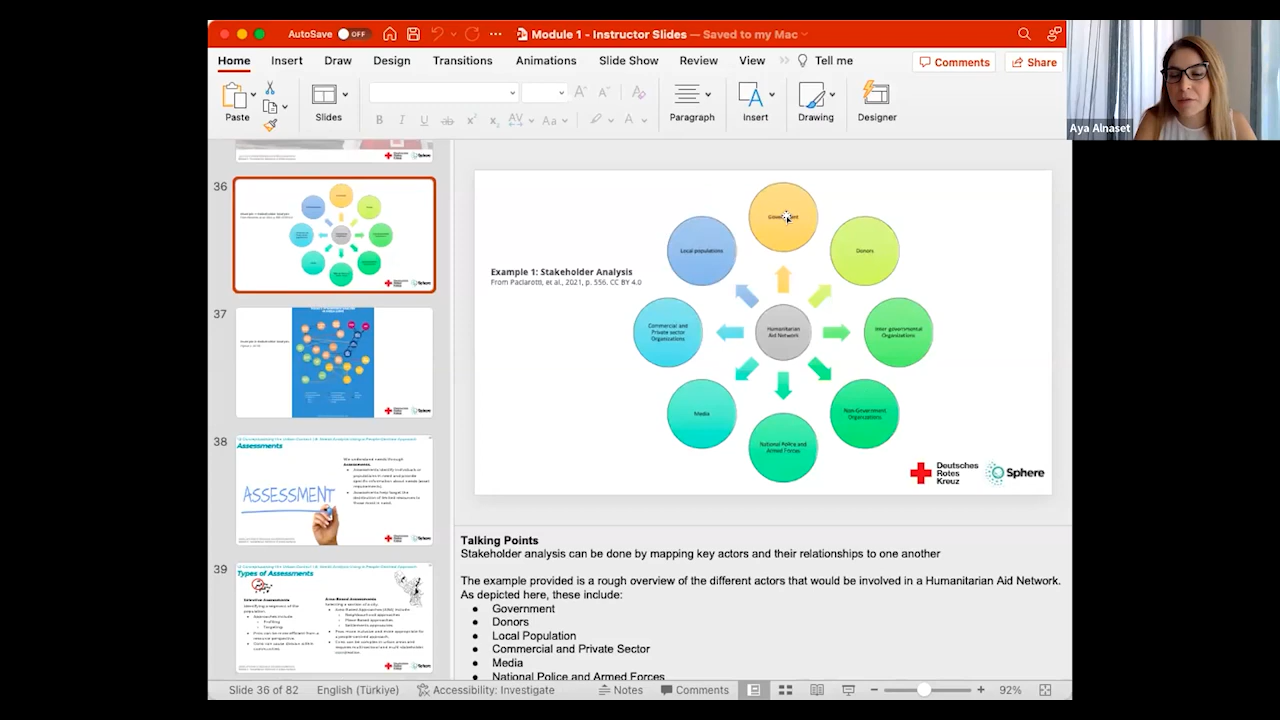 AutoSave OFF Module 1 - Instructor Slides — Saved to my Mac
Home Insert Draw Design Transitions Animations Slide Show Review View Tell me Comments Share
Paste Slides Paragraph Insert Drawing Designer
Aya Alnaset
36
37
38
Assessments
ASSESSMENT
39
Types of Assessments
Example 1: Stakeholder Analysis
From Paciarotti, et al., 2021, p. 556. CC BY 4.0
Government
Local populations
Donors
Commercial and
Private sector
Organizations
Humanitarian
Aid Network
Inter governmental
Organizations
Media
Non-Government
Organizations
National Police and
Armed Forces
Deutsches
Rotes
Kreuz
Sphere
Talking Points
Stakeholder analysis can be done by mapping key actors and their relationships to one another
The example provided is a rough overview of different actors that would be involved in a Humanitarian Aid Network.
As depicted here, these include:
● Government
● Donors
● Local Population
● Commercial and Private Sector
● Media
● National Police and Armed Forces
Slide 36 of 82 English (Türkiye) Accessibility: Investigate Notes Comments 92%